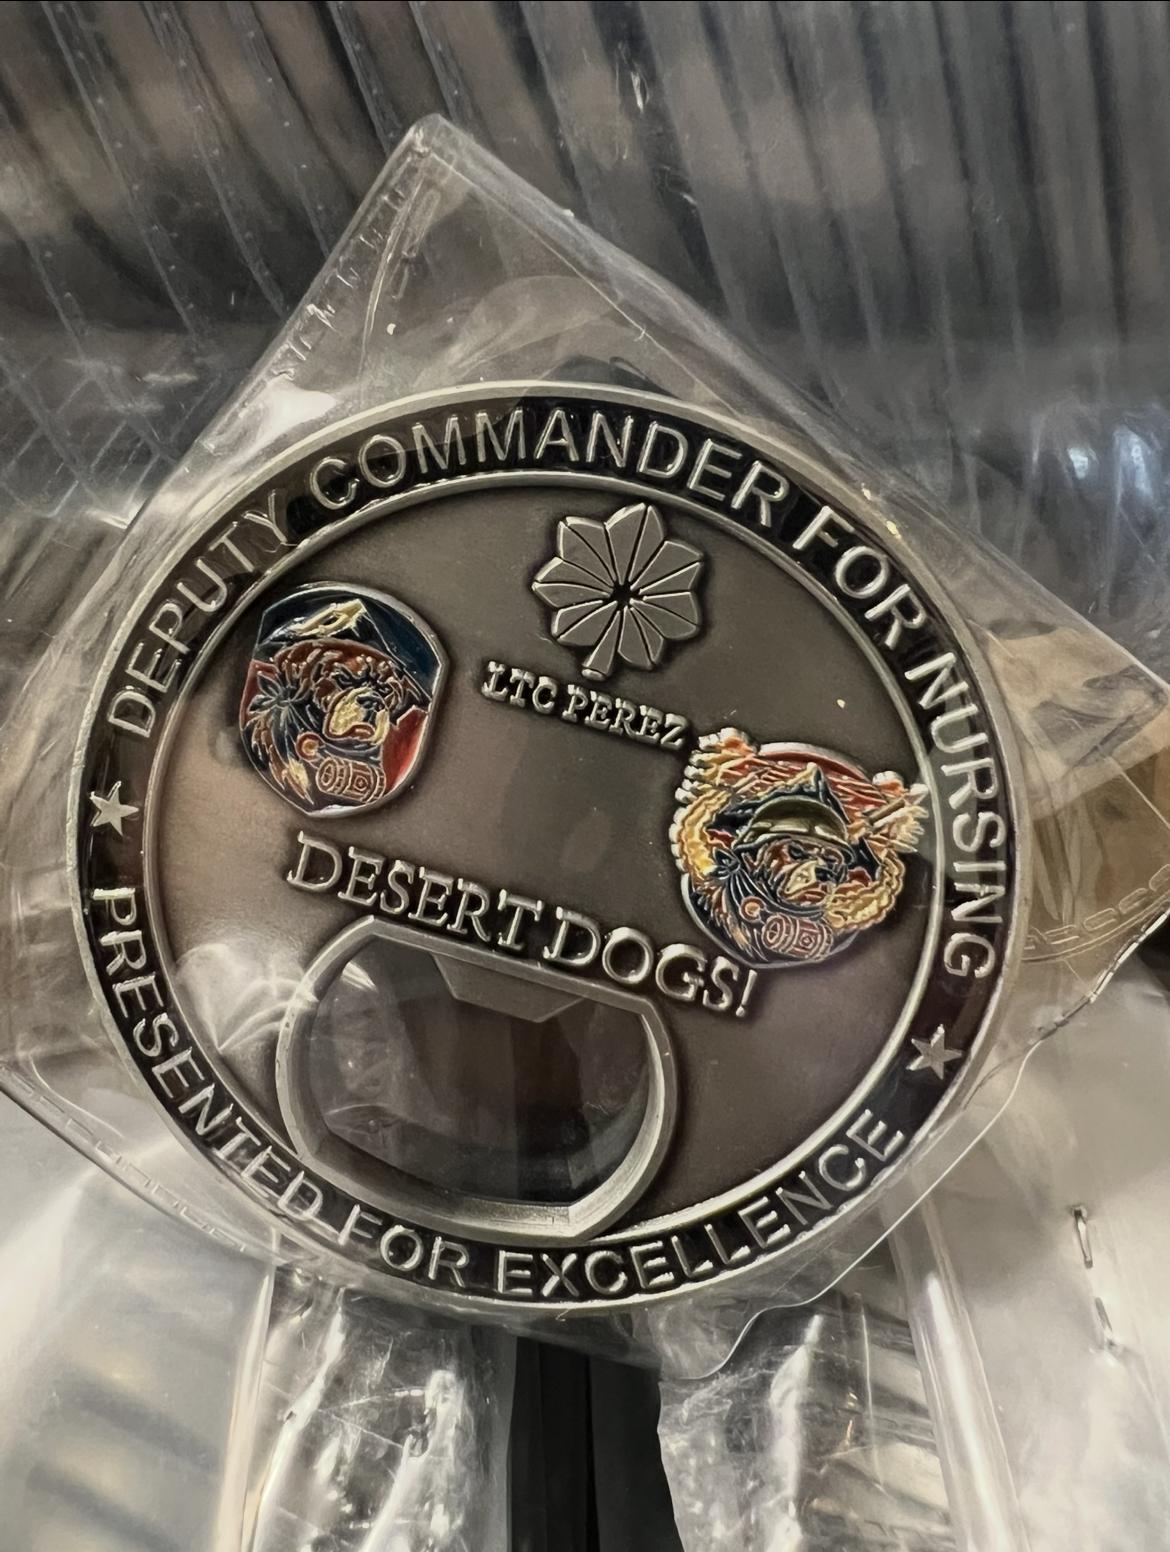 DEPUTY COMMANDER FOR NURSING
LTC PEREZ
DESERT DOGS!
PRESENTED FOR EXCELLENCE